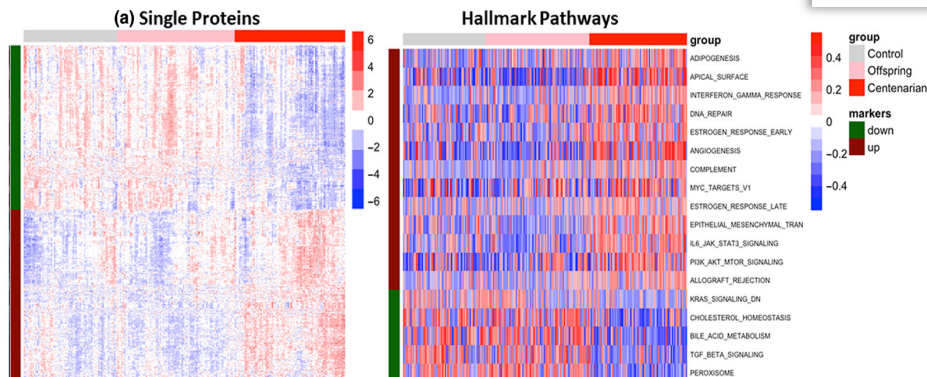 (a) Single Proteins
Hallmark Pathways
6
4
2
0
−2
−4
−6
group
ADIPOGENESIS
APICAL_SURFACE
INTERFERON_GAMMA_RESPONSE
DNA_REPAIR
ESTROGEN_RESPONSE_EARLY
ANGIOGENESIS
COMPLEMENT
MYC_TARGETS_V1
ESTROGEN_RESPONSE_LATE
EPITHELIAL_MESENCHYMAL_TRAN
IL6_JAK_STAT3_SIGNALING
PI3K_AKT_MTOR_SIGNALING
ALLOGRAFT_REJECTION
KRAS_SIGNALING_DN
CHOLESTEROL_HOMEOSTASIS
BILE_ACID_METABOLISM
TGF_BETA_SIGNALING
PEROXISOME
0.4
0.2
0
−0.2
−0.4
group
Control
Offspring
Centenarian
markers
down
up